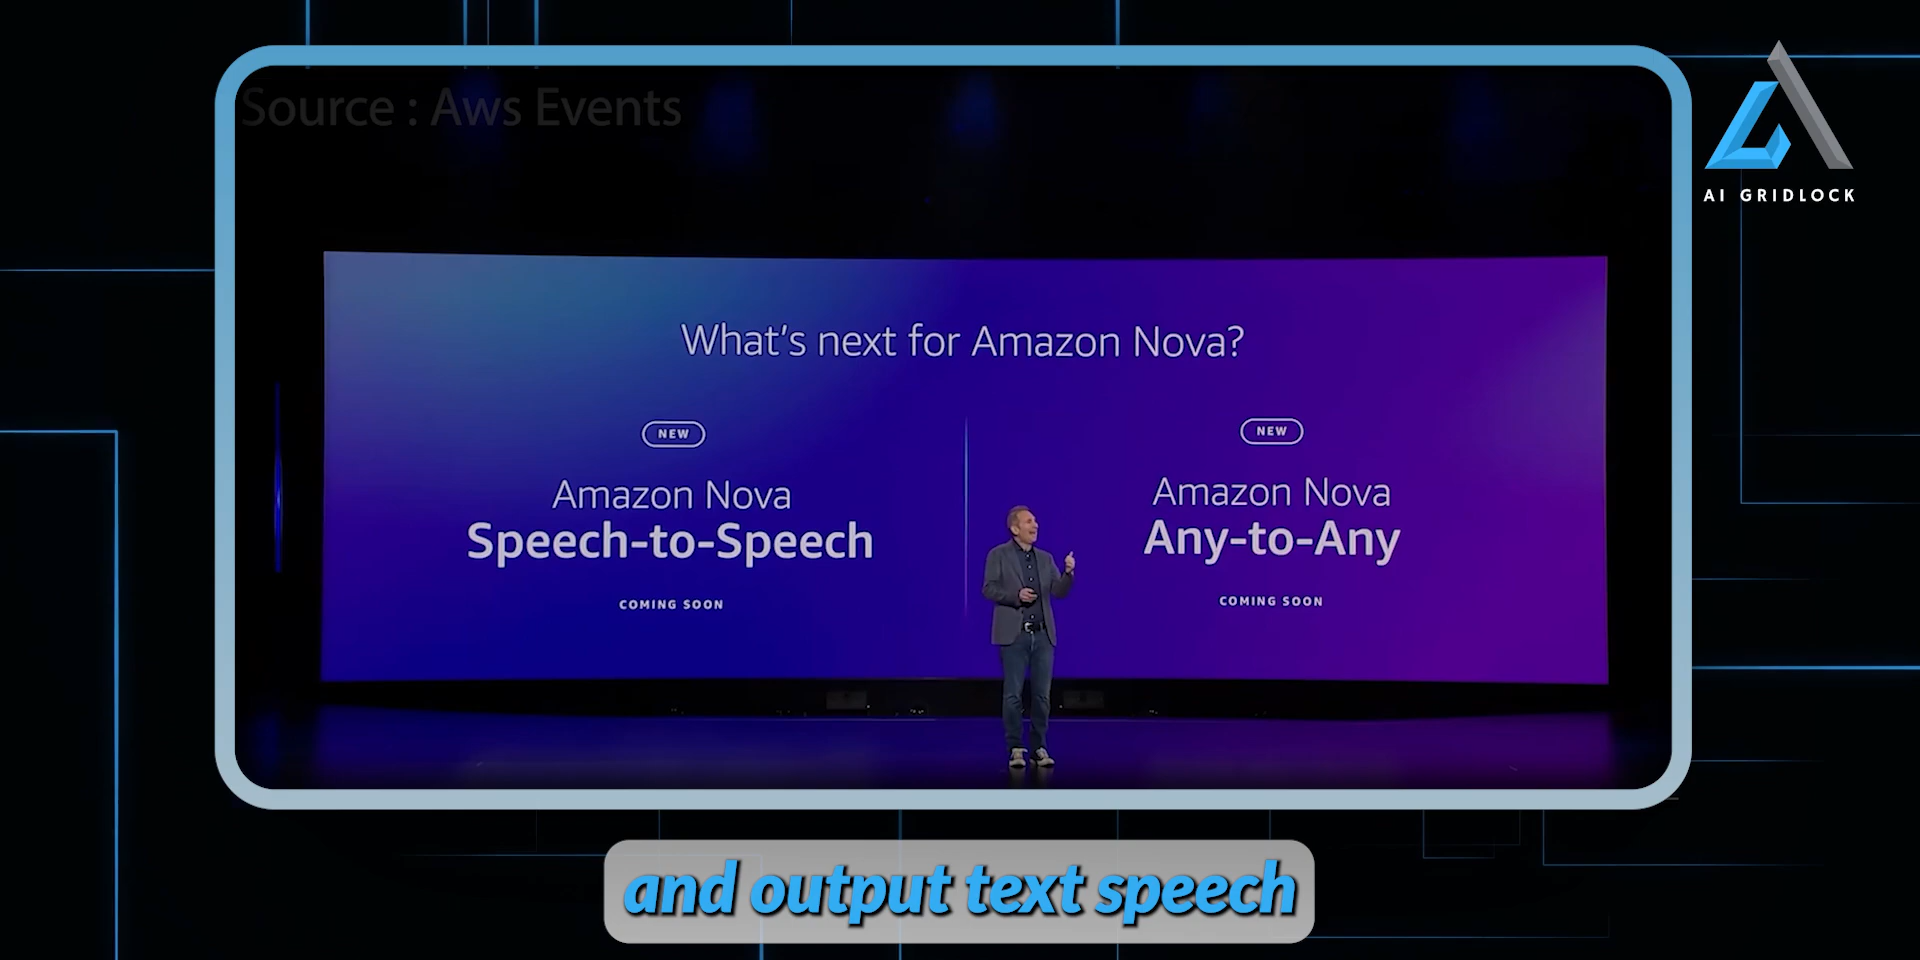 Source : Aws Events
AI GRIDLOCK
What's next for Amazon Nova?
NEW
Amazon Nova
Speech-to-Speech
COMING SOON
NEW
Amazon Nova
Any-to-Any
COMING SOON
and output text speech